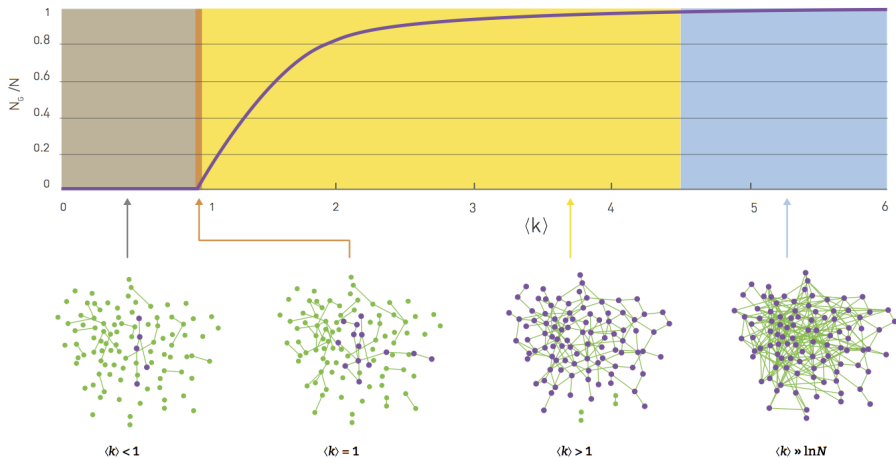 1
0.8
0.6
0.4
0.2
0
N_G /N
0 1 2 3 4 5 6
⟨k⟩
⟨k⟩ < 1
⟨k⟩ = 1
⟨k⟩ > 1
⟨k⟩ » lnN